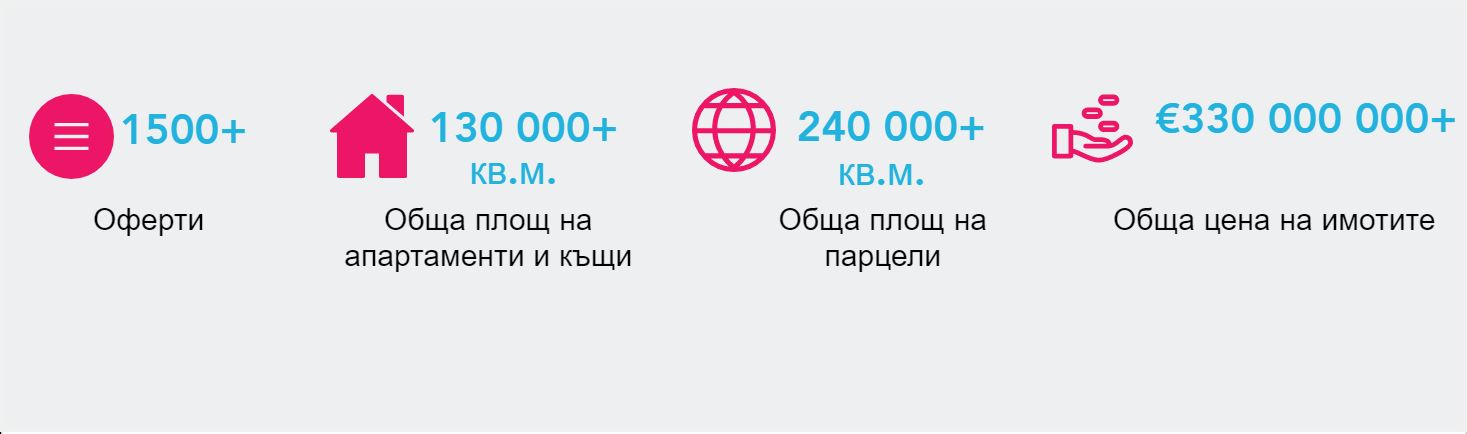 1500+
Оферти
130 000+
кв.м.
Обща площ на
апартаменти и къщи
240 000+
кв.м.
Обща площ на
парцели
€330 000 000+
Обща цена на имотите